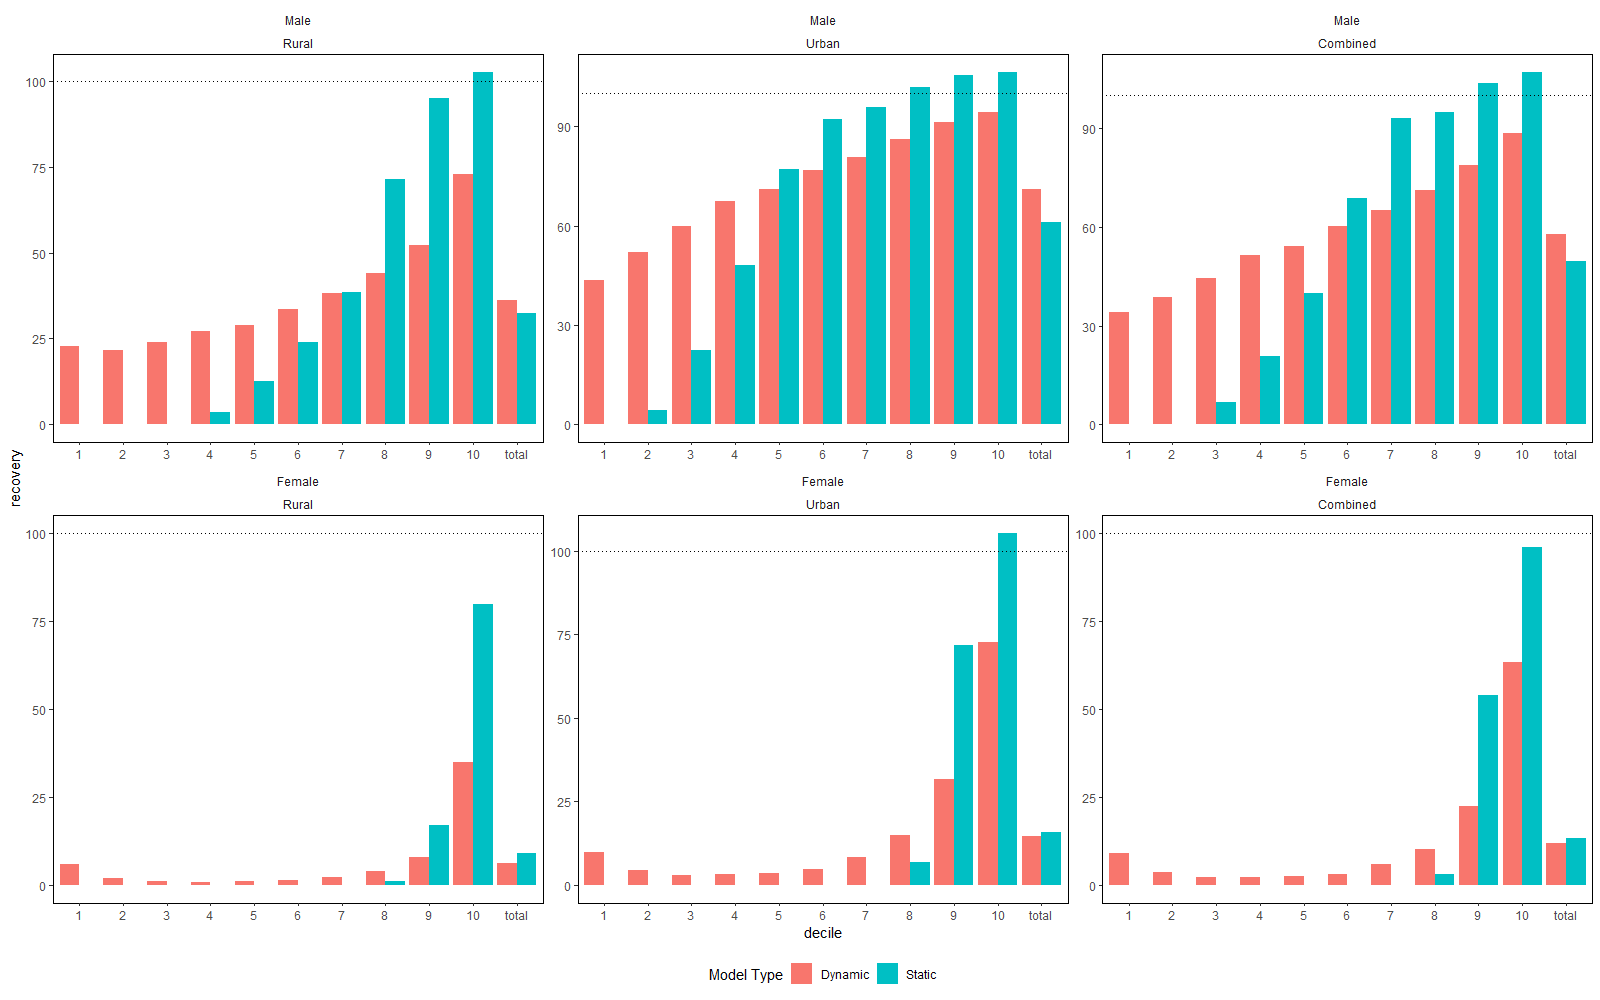 Male Male Male
Rural Urban Combined
100
75
50
25
0
90
60
30
0
90
60
30
0
1 2 3 4 5 6 7 8 9 10 total
1 2 3 4 5 6 7 8 9 10 total
1 2 3 4 5 6 7 8 9 10 total
recovery
Female Female Female
Rural Urban Combined
100
75
50
25
0
100
75
50
25
0
100
75
50
25
0
1 2 3 4 5 6 7 8 9 10 total
1 2 3 4 5 6 7 8 9 10 total
1 2 3 4 5 6 7 8 9 10 total
decile
Model Type Dynamic Static